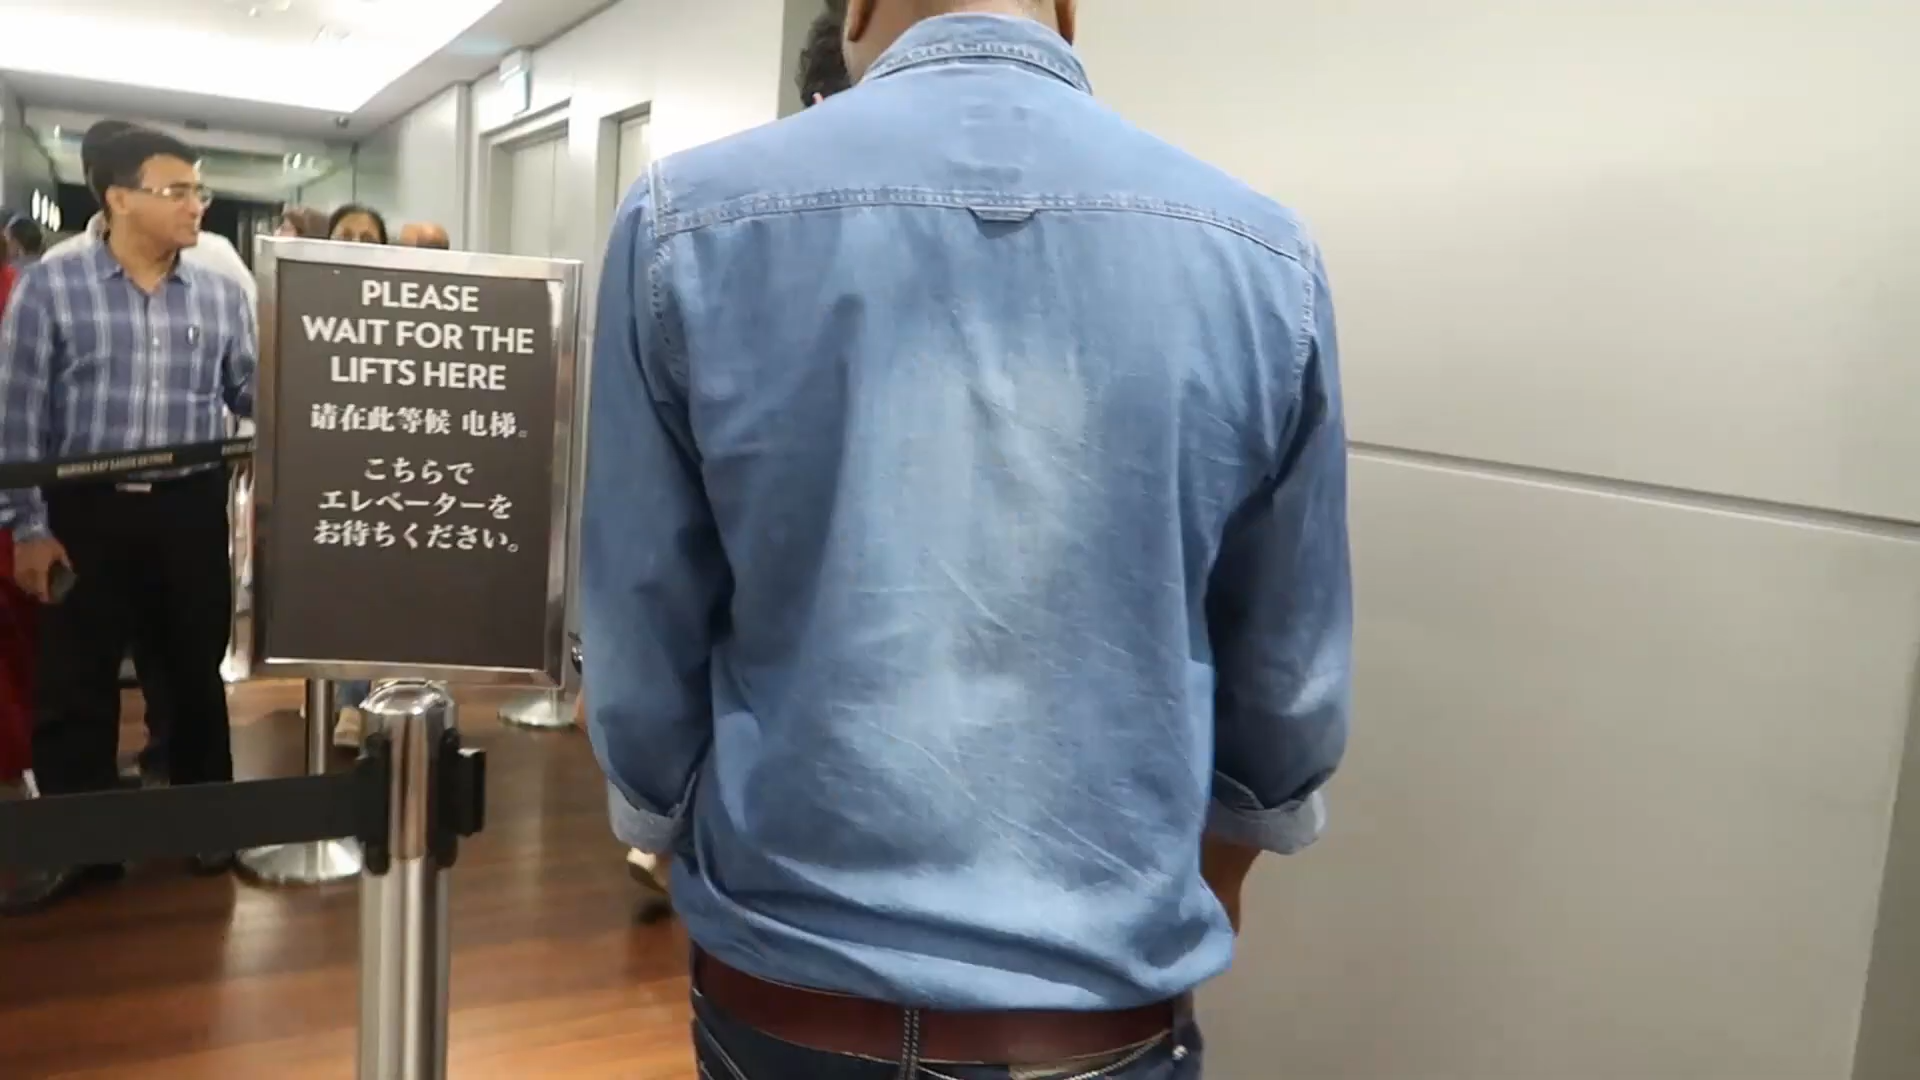 PLEASE
WAIT FOR THE
LIFTS HERE
请在此等候 电梯。
こちらで
エレベーターを
お待ちください。